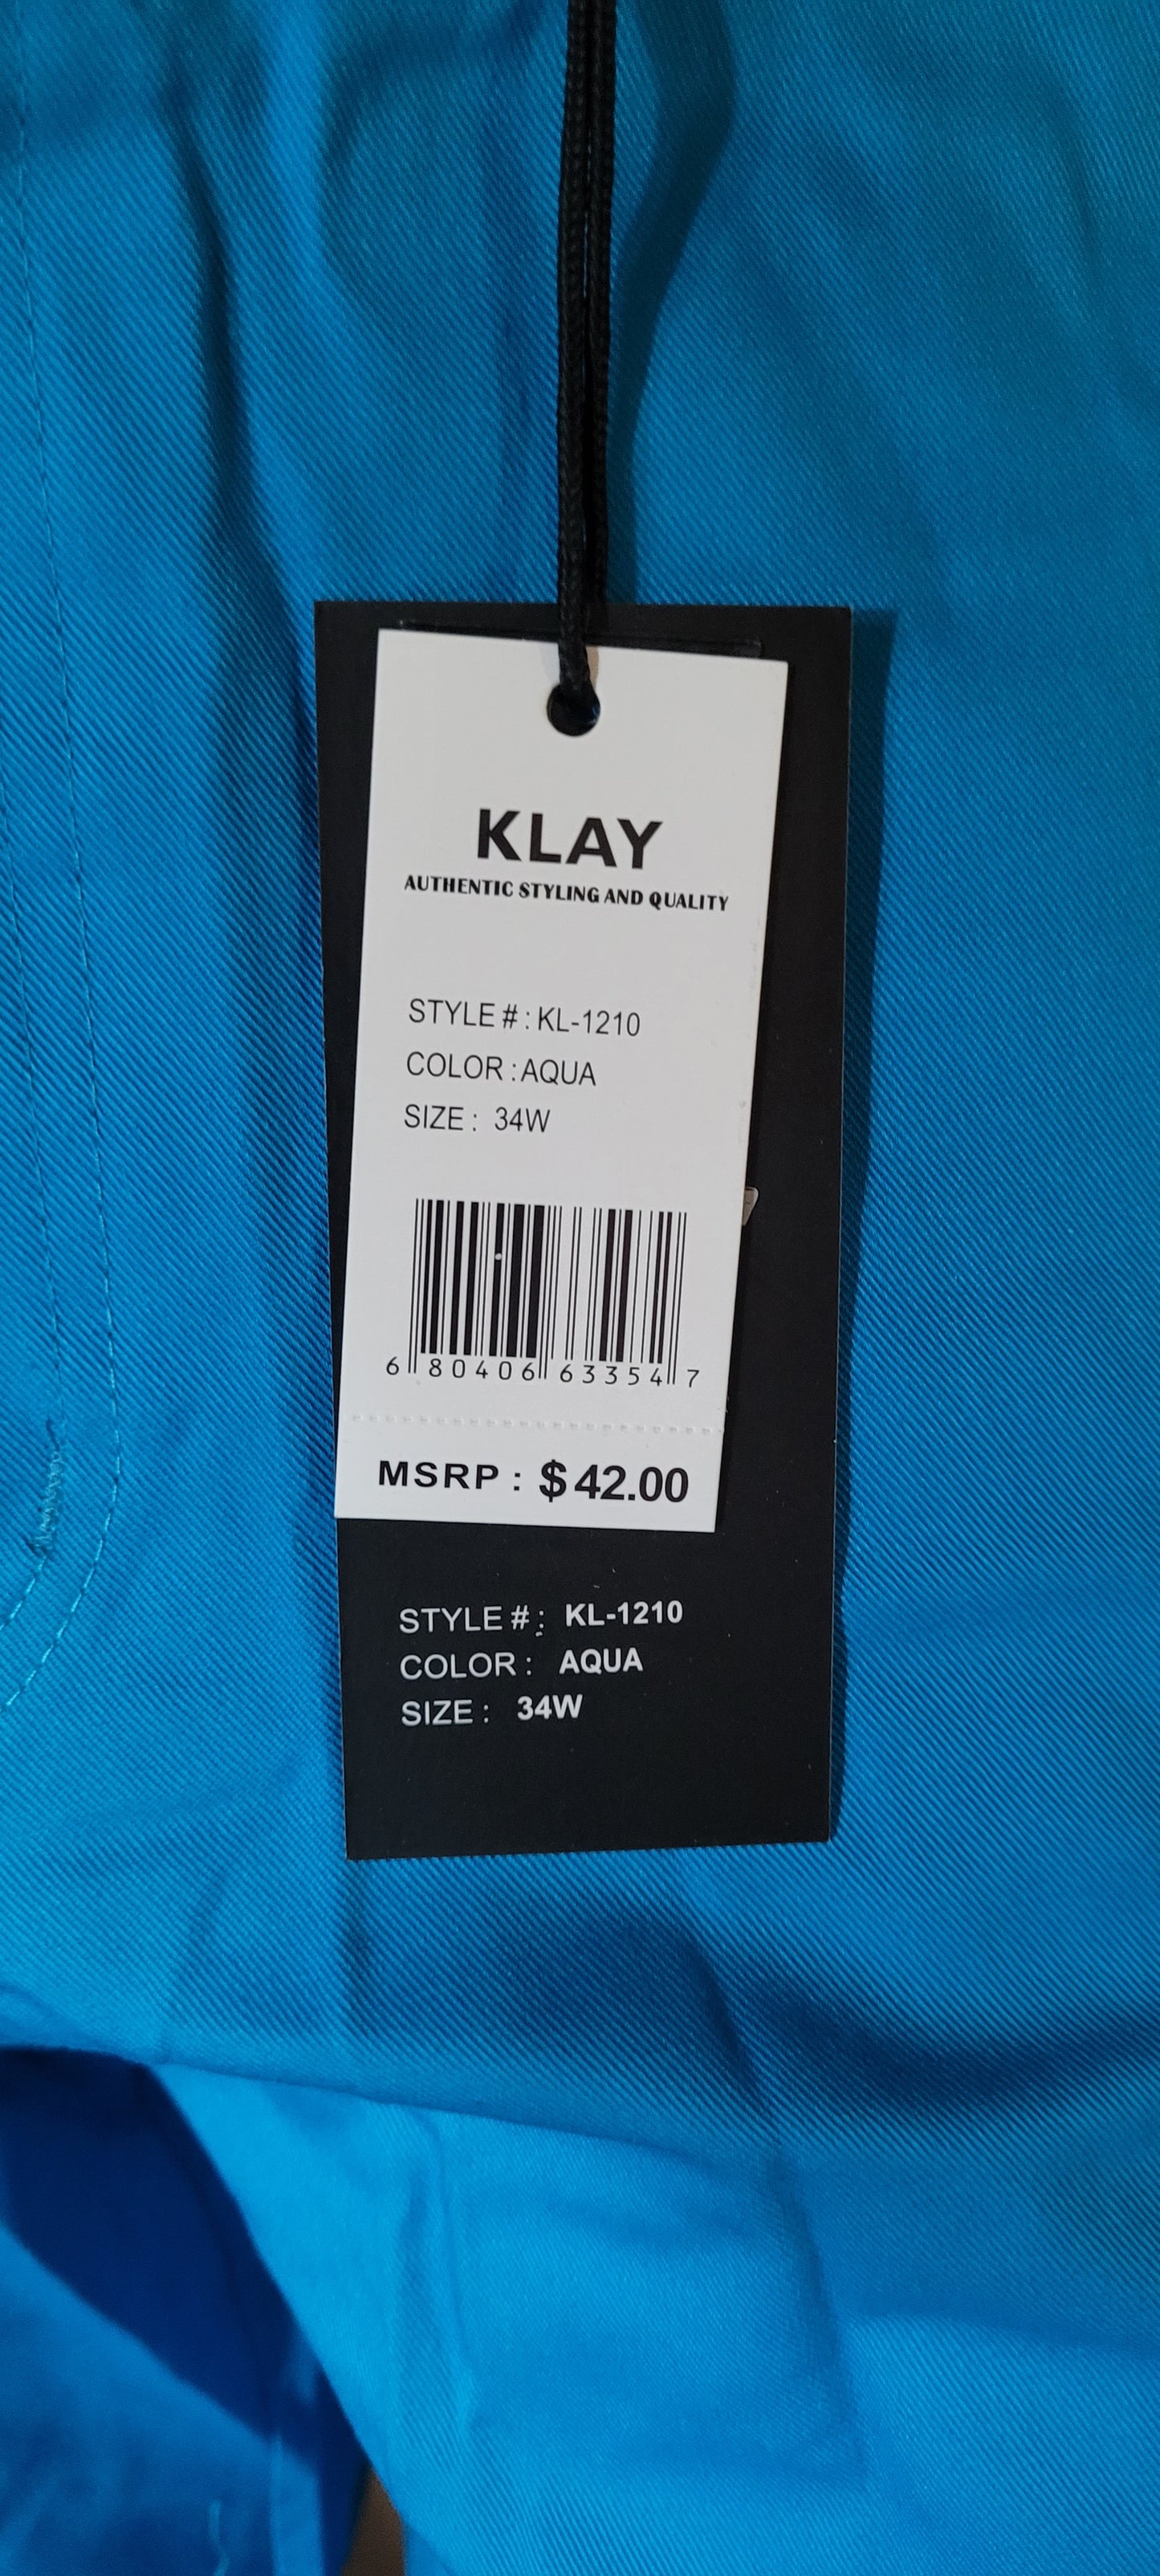 KLAY
AUTHENTIC STYLING AND QUALITY
STYLE # : KL-1210
COLOR : AQUA
SIZE : 34W
6 80406 63354 7
MSRP : $42.00
STYLE # : KL-1210
COLOR : AQUA
SIZE : 34W